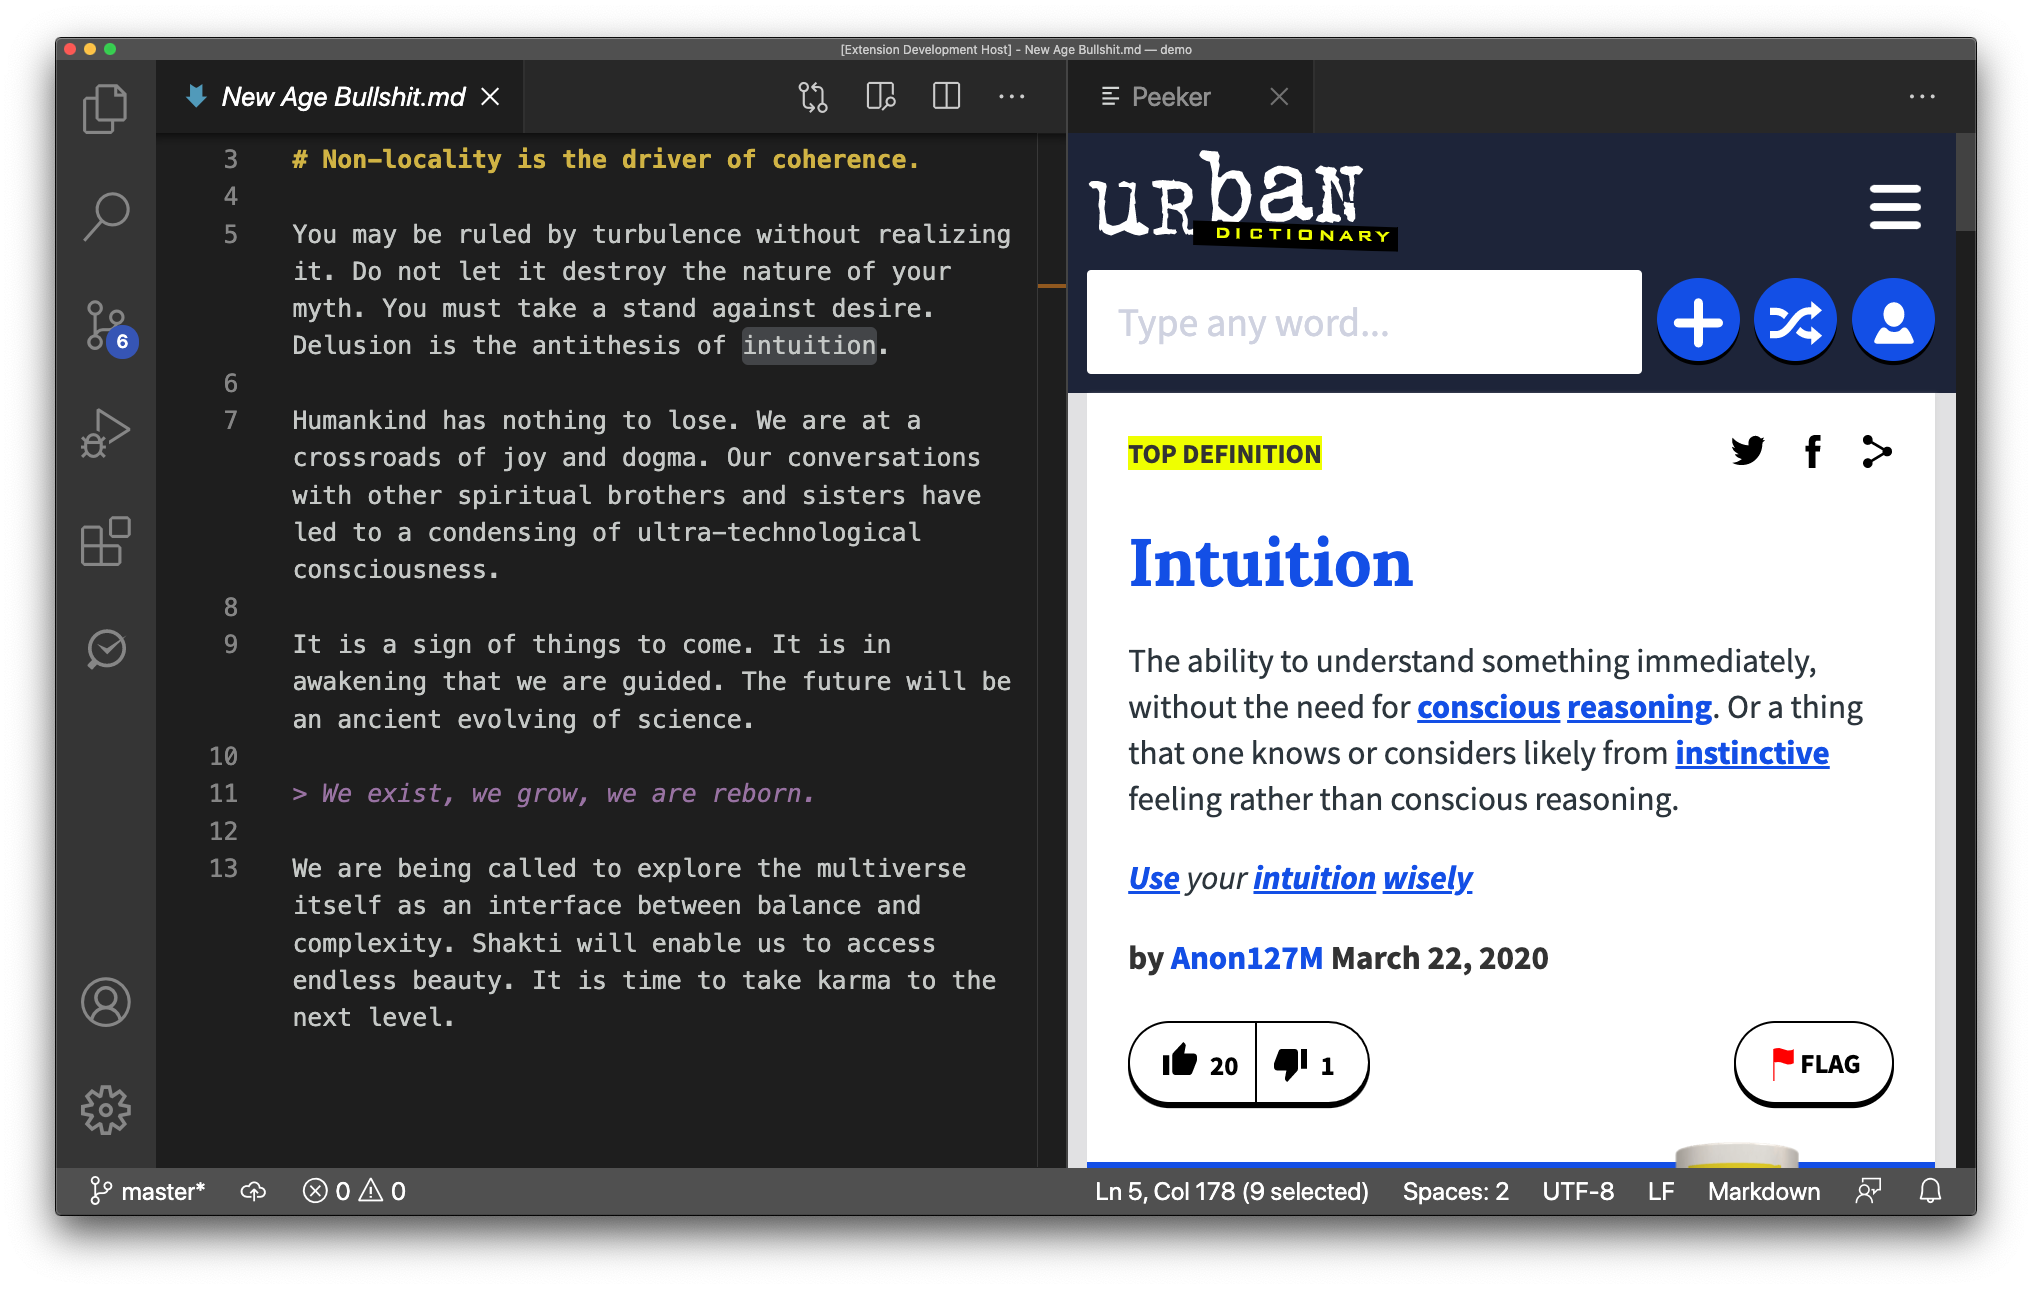 [Extension Development Host] - New Age Bullshit.md — demo
New Age Bullshit.md
3 # Non-locality is the driver of coherence.
4
5 You may be ruled by turbulence without realizing
it. Do not let it destroy the nature of your
myth. You must take a stand against desire.
Delusion is the antithesis of intuition.
6
7 Humankind has nothing to lose. We are at a
crossroads of joy and dogma. Our conversations
with other spiritual brothers and sisters have
led to a condensing of ultra-technological
consciousness.
8
9 It is a sign of things to come. It is in
awakening that we are guided. The future will be
an ancient evolving of science.
10
11 > We exist, we grow, we are reborn.
12
13 We are being called to explore the multiverse
itself as an interface between balance and
complexity. Shakti will enable us to access
endless beauty. It is time to take karma to the
next level.
6
Peeker
urban
DICTIONARY
Type any word...
TOP DEFINITION
Intuition
The ability to understand something immediately,
without the need for conscious reasoning. Or a thing
that one knows or considers likely from instinctive
feeling rather than conscious reasoning.
Use your intuition wisely
by Anon127M March 22, 2020
20 1 FLAG
master* 0 0 Ln 5, Col 178 (9 selected) Spaces: 2 UTF-8 LF Markdown